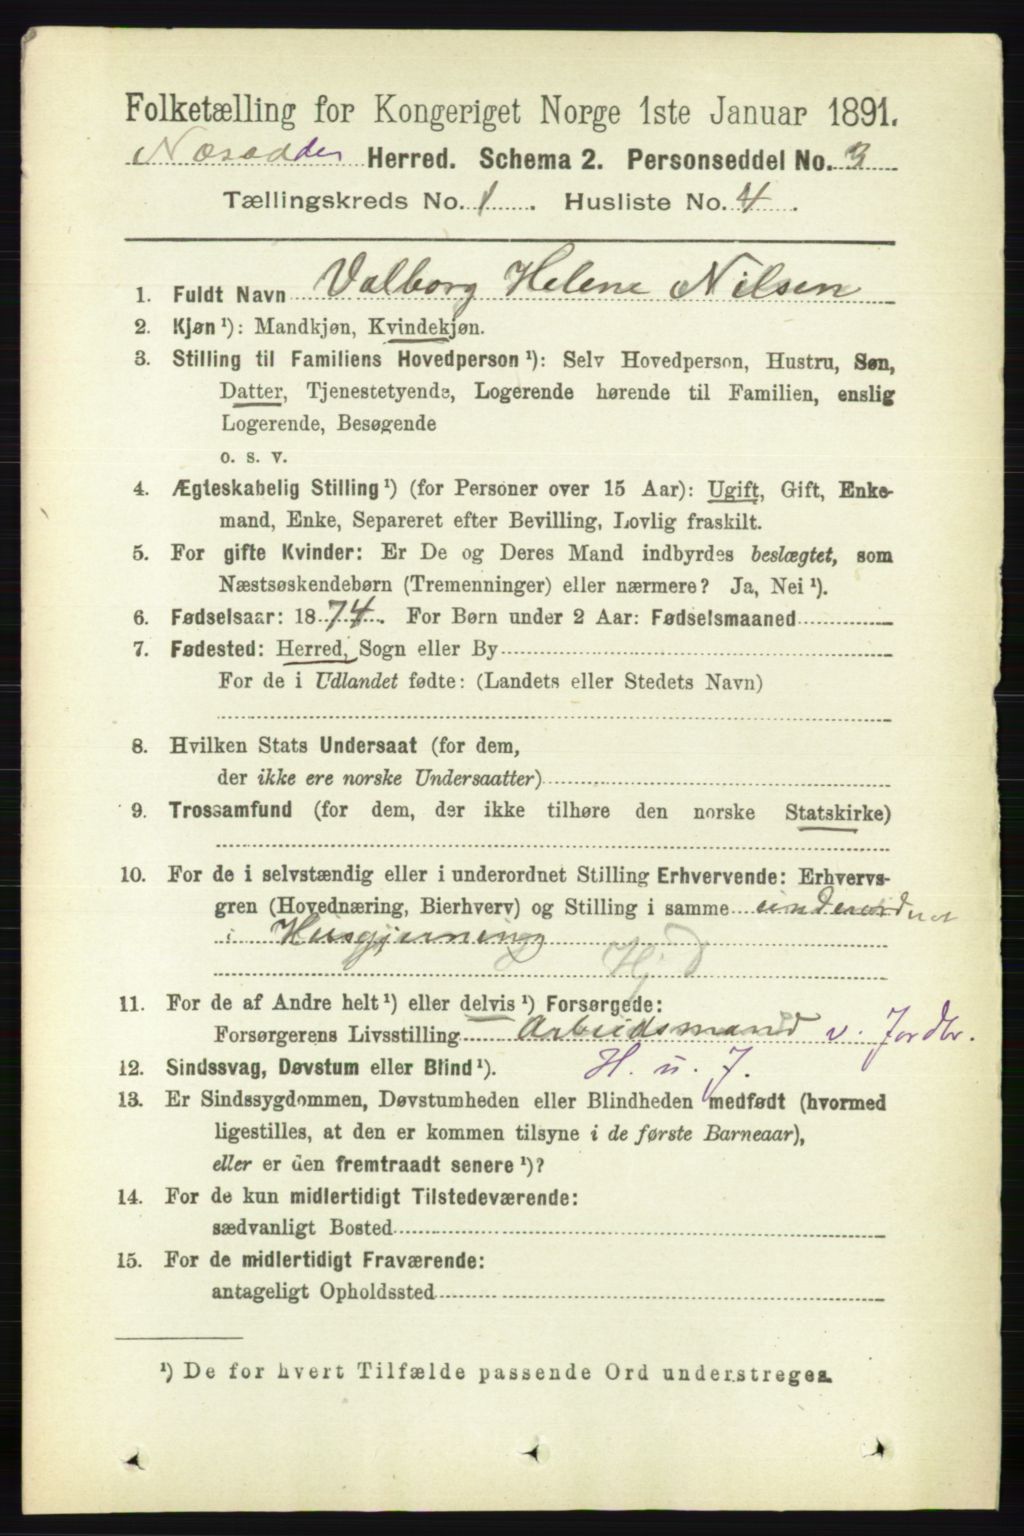 Folketælling for Kongeriget Norge 1ste Januar 1891.
Næsodden Herred. Schema 2. Personseddel No. 3
Tællingskreds No. 1. Husliste No. 4.
1. Fuldt Navn Valborg Helene Nilsen
2. Kjøn ¹): Mandkjøn, Kvindekjøn.
3. Stilling til Familiens Hovedperson ¹): Selv Hovedperson, Hustru, Søn,
Datter, Tjenestetyende, Logerende hørende til Familien, enslig
Logerende, Besøgende
o. s. v.
4. Ægteskabelig Stilling ¹) (for Personer over 15 Aar): Ugift, Gift, Enke-
mand, Enke, Separeret efter Bevilling, Lovlig fraskilt.
5. For gifte Kvinder: Er De og Deres Mand indbyrdes beslægtet, som
Næstsøskendebørn (Tremenninger) eller nærmere? Ja, Nei ¹).
6. Fødselsaar: 1874. For Børn under 2 Aar: Fødselsmaaned
7. Fødested: Herred, Sogn eller By
For de i Udlandet fødte: (Landets eller Stedets Navn)
8. Hvilken Stats Undersaat (for dem,
der ikke ere norske Undersaatter)
9. Trossamfund (for dem, der ikke tilhøre den norske Statskirke)
10. For de i selvstændig eller i underordnet Stilling Erhvervende: Erhvervs-
gren (Hovednæring, Bierhverv) og Stilling i samme underordnet
i Husgjerning
Hj D
11. For de af Andre helt ¹) eller delvis ¹) Forsørgede:
Forsørgerens Livsstilling Arbeidsmand v. Jordbr.
12. Sindssvag, Døvstum eller Blind ¹). H. u. J.
13. Er Sindssygdommen, Døvstumheden eller Blindheden medfødt (hvormed
ligestilles, at den er kommen tilsyne i de første Barneaar),
eller er den fremtraadt senere ¹)?
14. For de kun midlertidigt Tilstedeværende:
sædvanligt Bosted
15. For de midlertidigt Fraværende:
antageligt Opholdssted
¹) De for hvert Tilfælde passende Ord understreges.